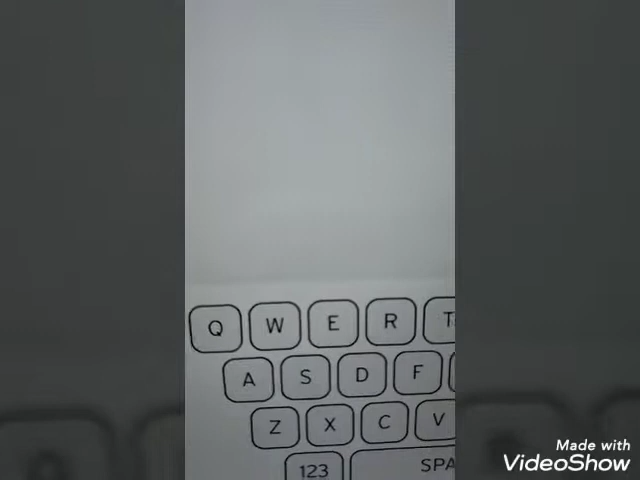 Q W E R T
A S D F
Z X C V
123 SPA
Made with
VideoShow